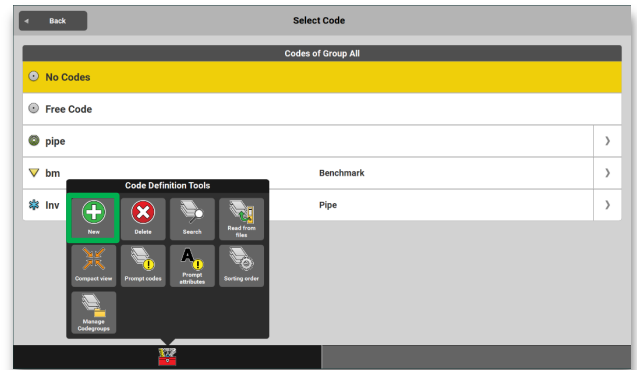 Back
Select Code
Codes of Group All
No Codes
Free Code
pipe
bm Benchmark
Inv Pipe
Code Definition Tools
New
Delete
Search
Read from
files
Compact view
Prompt codes
Prompt
attributes
Sorting order
Manage
Codegroups